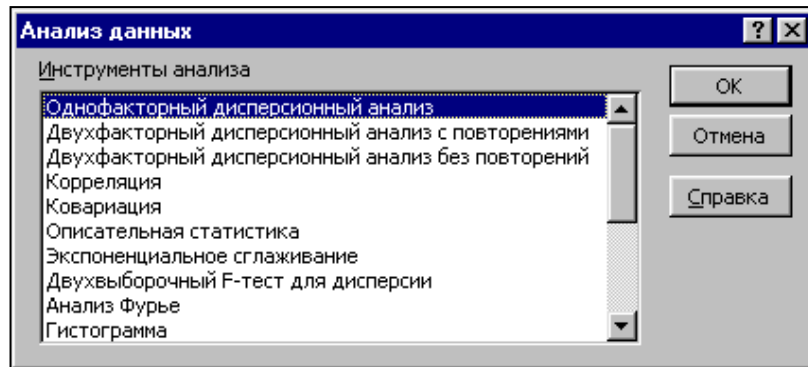 Анализ данных
Инструменты анализа
Однофакторный дисперсионный анализ
Двухфакторный дисперсионный анализ с повторениями
Двухфакторный дисперсионный анализ без повторений
Корреляция
Ковариация
Описательная статистика
Экспоненциальное сглаживание
Двухвыборочный F-тест для дисперсии
Анализ Фурье
Гистограмма
OK
Отмена
Справка